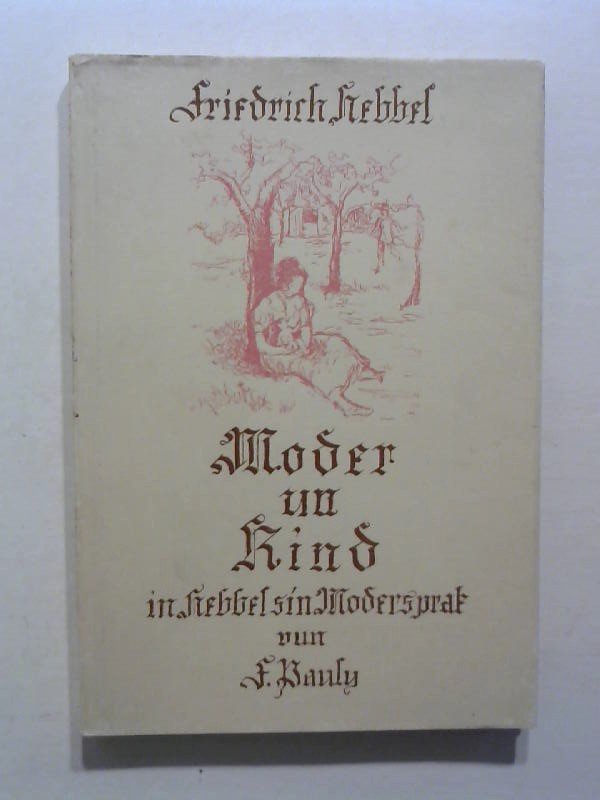 Friedrich Hebbel
Moder
un
Kind
in Hebbel sin Modersprak
vun
F. Pauly